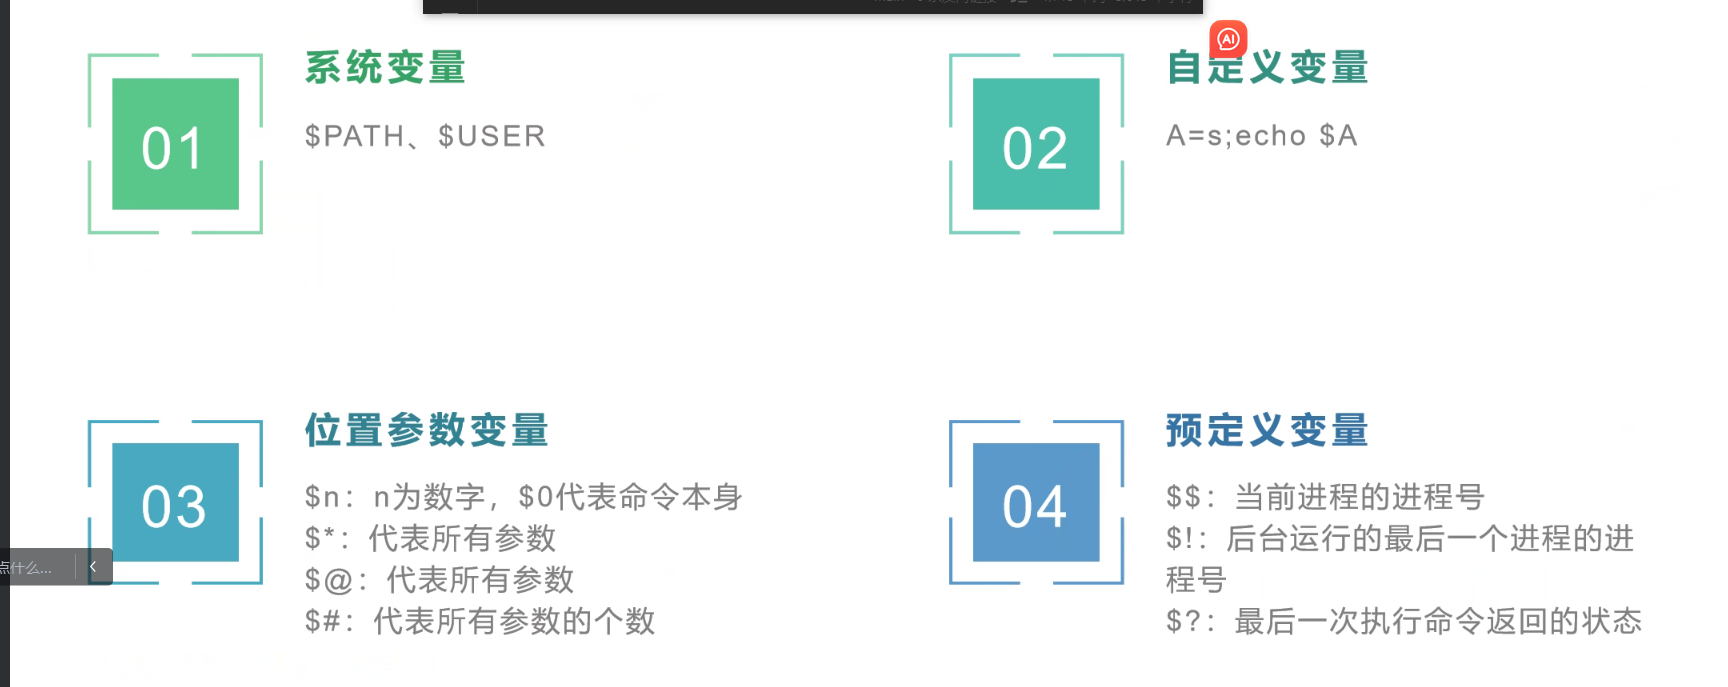 AI
01
系统变量
$PATH、$USER
02
自定义变量
A=s;echo $A
03
位置参数变量
$n：n为数字，$0代表命令本身
$*：代表所有参数
$@：代表所有参数
$#：代表所有参数的个数
04
预定义变量
$$：当前进程的进程号
$!：后台运行的最后一个进程的进
程号
$?：最后一次执行命令返回的状态
点什么...